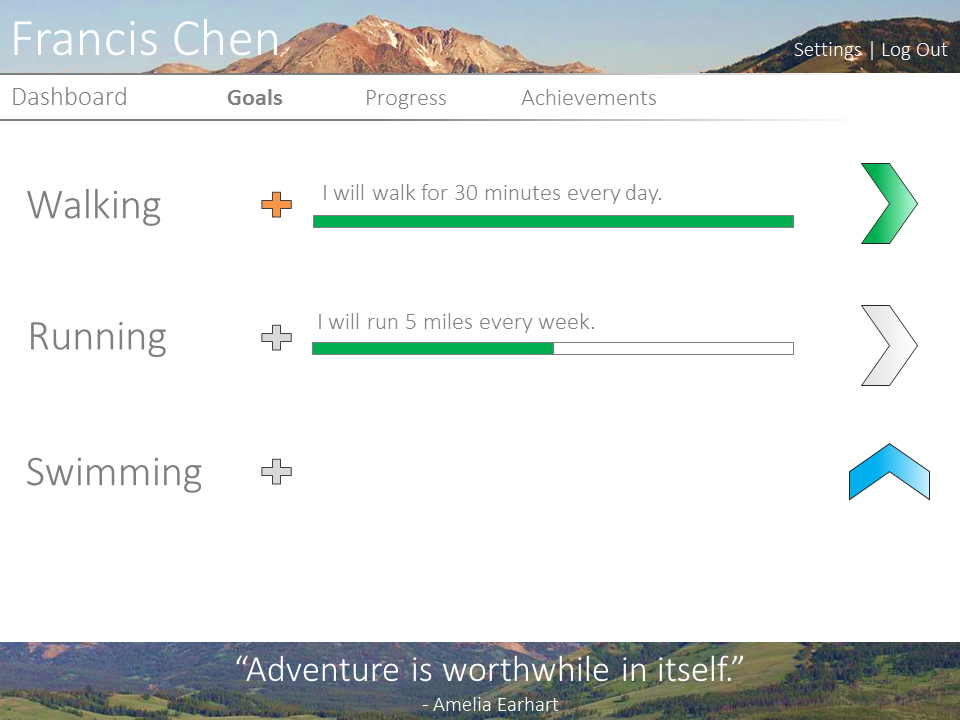 Francis Chen
Settings | Log Out
Dashboard Goals Progress Achievements
Walking
I will walk for 30 minutes every day.
Running
I will run 5 miles every week.
Swimming
“Adventure is worthwhile in itself.”
- Amelia Earhart